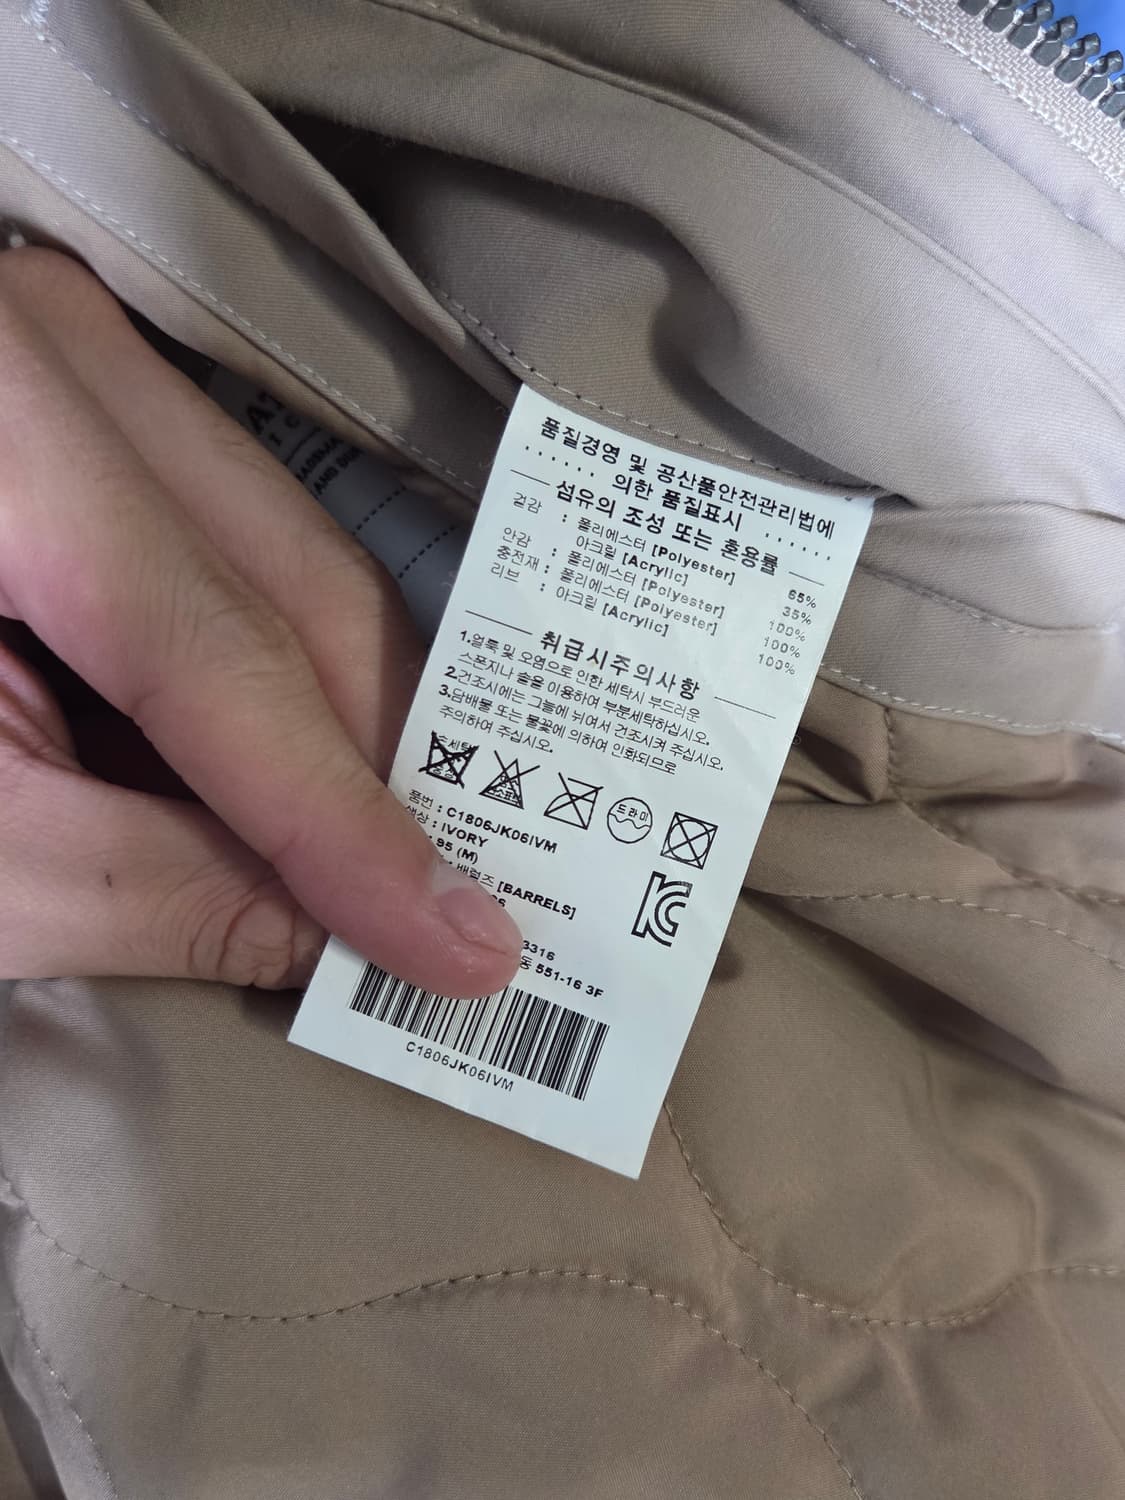 품질경영 및 공산품안전관리법에
...... 의한 품질표시 ......
섬유의 조성 또는 혼용률
겉감 : 폴리에스터 [Polyester] 65%
아크릴 [Acrylic] 35%
안감 : 폴리에스터 [Polyester] 100%
충전재 : 폴리에스터 [Polyester] 100%
리브 : 아크릴 [Acrylic] 100%
취급시주의사항
1.얼룩 및 오염으로 인한 세탁시 부드러운
스폰지나 솔을 이용하여 부분세탁하십시오.
2.건조시에는 그늘에 뉘여서 건조시켜 주십시오.
3.담배불 또는 불꽃에 의하여 인화되므로
주의하여 주십시오.
드라이
품번 : C1806JK06IVM
색상 : IVORY
95 (M)
배럴즈 [BARRELS]
3316
동 551-16 3F
C1806JK06IVM
AND